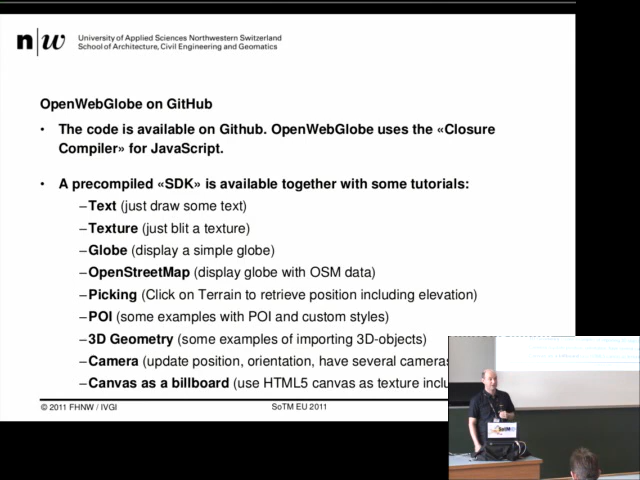 n|w University of Applied Sciences Northwestern Switzerland
School of Architecture, Civil Engineering and Geomatics
OpenWebGlobe on GitHub
• The code is available on Github. OpenWebGlobe uses the «Closure
Compiler» for JavaScript.
• A precompiled «SDK» is available together with some tutorials:
–Text (just draw some text)
–Texture (just blit a texture)
–Globe (display a simple globe)
–OpenStreetMap (display globe with OSM data)
–Picking (Click on Terrain to retrieve position including elevation)
–POI (some examples with POI and custom styles)
–3D Geometry (some examples of importing 3D-objects)
–Camera (update position, orientation, have several cameras
–Canvas as a billboard (use HTML5 canvas as texture inclu
© 2011 FHNW / IVGI SoTM EU 2011
SoTM